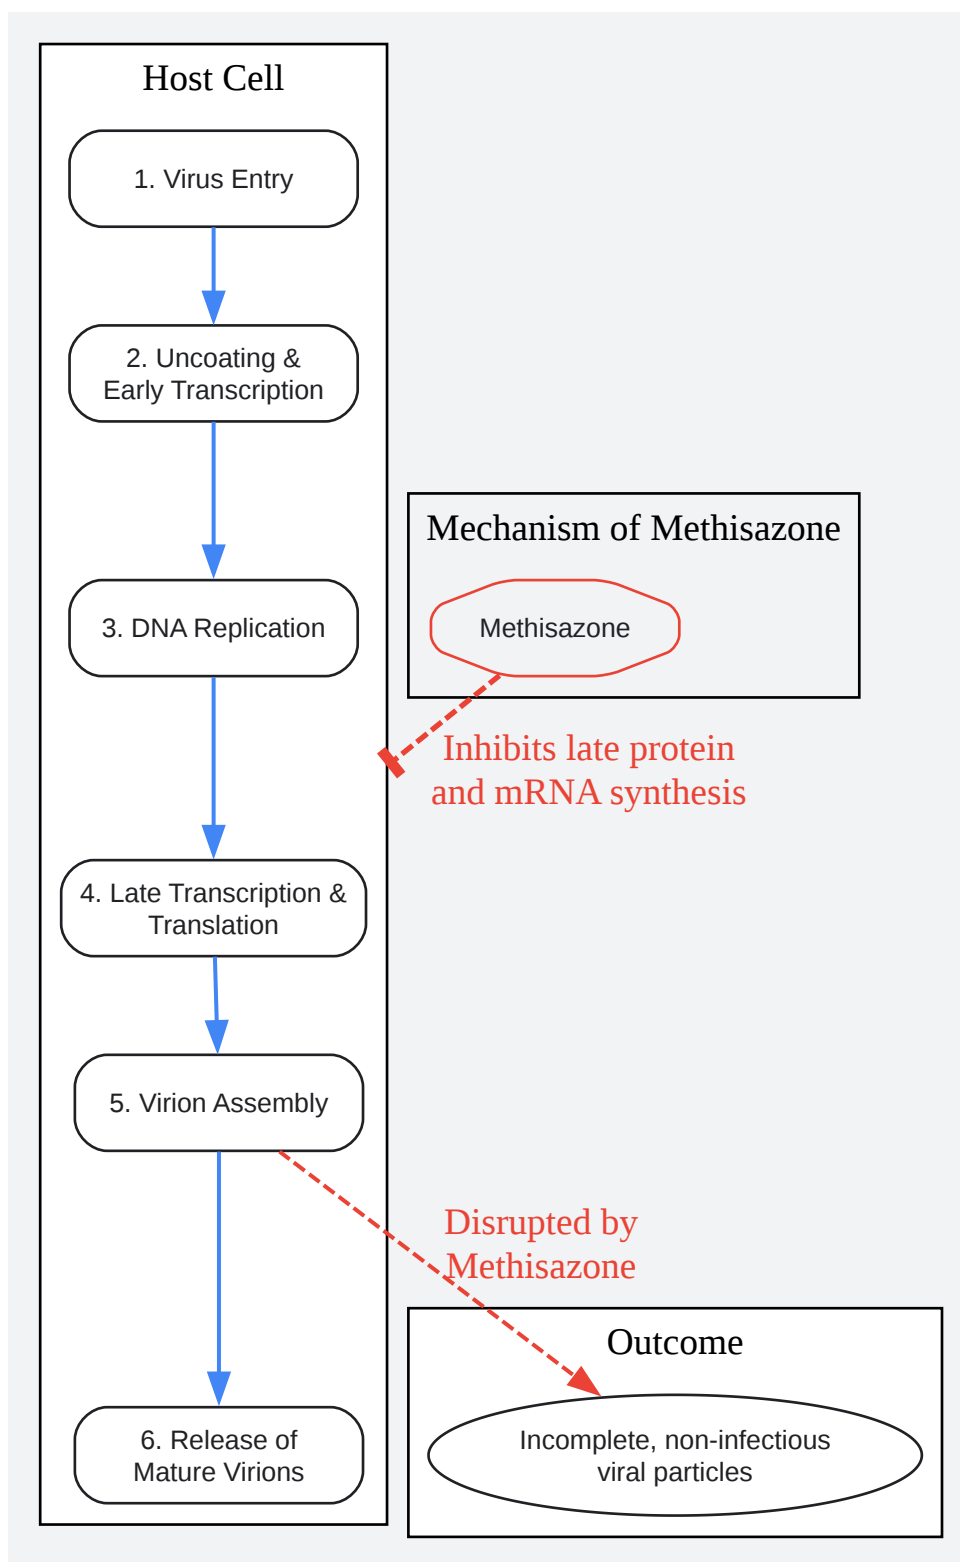 Host Cell
1. Virus Entry
2. Uncoating &
Early Transcription
Mechanism of Methisazone
3. DNA Replication
Methisazone
Inhibits late protein
and mRNA synthesis
4. Late Transcription &
Translation
5. Virion Assembly
Disrupted by
Methisazone
Outcome
6. Release of
Mature Virions
Incomplete, non-infectious
viral particles